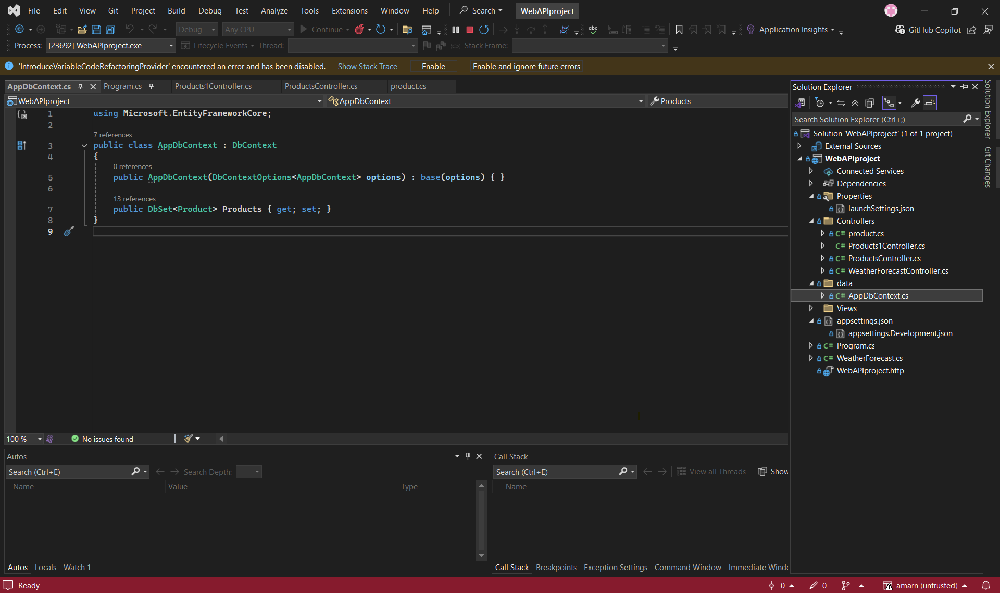 File Edit View Git Project Build Debug Test Analyze Tools Extensions Window Help Search WebAPIproject
Debug Any CPU Continue Application Insights GitHub Copilot
Process: [23692] WebAPIproject.exe Lifecycle Events Thread: Stack Frame:
'IntroduceVariableCodeRefactoringProvider' encountered an error and has been disabled. Show Stack Trace Enable Enable and ignore future errors
AppDbContext.cs Program.cs Products1Controller.cs ProductsController.cs product.cs
WebAPIproject AppDbContext Products
1 using Microsoft.EntityFrameworkCore;
2
7 references
3 public class AppDbContext : DbContext
4 {
0 references
5 public AppDbContext(DbContextOptions<AppDbContext> options) : base(options) { }
6
13 references
7 public DbSet<Product> Products { get; set; }
8 }
9
100 % No issues found
Autos
Search (Ctrl+E) Search Depth:
Name Value Type
Autos Locals Watch 1
Call Stack
Search (Ctrl+E) View all Threads Show
Name
Call Stack Breakpoints Exception Settings Command Window Immediate Windo
Solution Explorer
Search Solution Explorer (Ctrl+;)
Solution 'WebAPIproject' (1 of 1 project)
External Sources
WebAPIproject
Connected Services
Dependencies
Properties
launchSettings.json
Controllers
C# product.cs
C# Products1Controller.cs
C# ProductsController.cs
C# WeatherForecastController.cs
data
C# AppDbContext.cs
Views
appsettings.json
appsettings.Development.json
C# Program.cs
C# WeatherForecast.cs
WebAPIproject.http
Solution Explorer
Git Changes
Ready 0 0 amarn (untrusted)